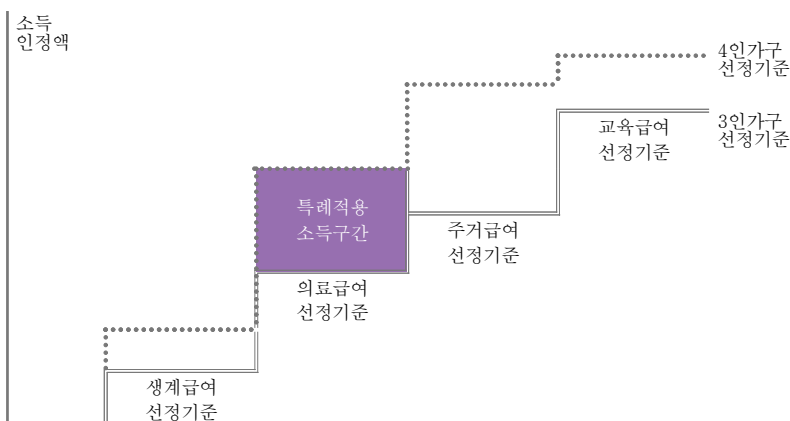 소득
인정액
4인가구
선정기준
3인가구
선정기준
교육급여
선정기준
특례적용
소득구간
주거급여
선정기준
의료급여
선정기준
생계급여
선정기준